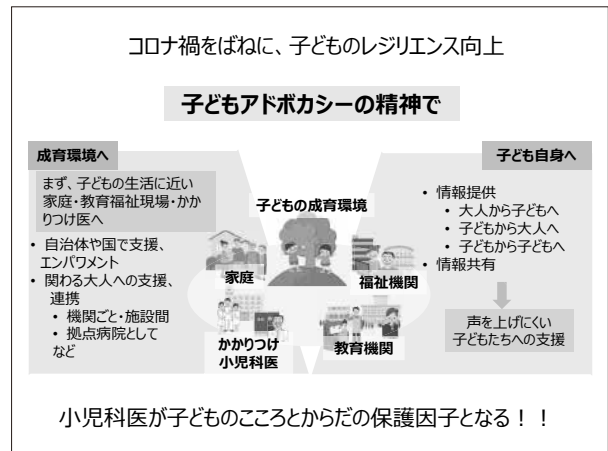 コロナ禍をばねに、子どものレジリエンス向上
子どもアドボカシーの精神で
成育環境へ
まず、子どもの生活に近い
家庭・教育福祉現場・かか
りつけ医へ
• 自治体や国で支援、
エンパワメント
• 関わる大人への支援、
連携
• 機関ごと・施設間
• 拠点病院として
など
子どもの成育環境
家庭
福祉機関
かかりつけ
小児科医
教育機関
子ども自身へ
• 情報提供
• 大人から子どもへ
• 子どもから大人へ
• 子どもから子どもへ
• 情報共有
声を上げにくい
子どもたちへの支援
小児科医が子どものこころとからだの保護因子となる！！